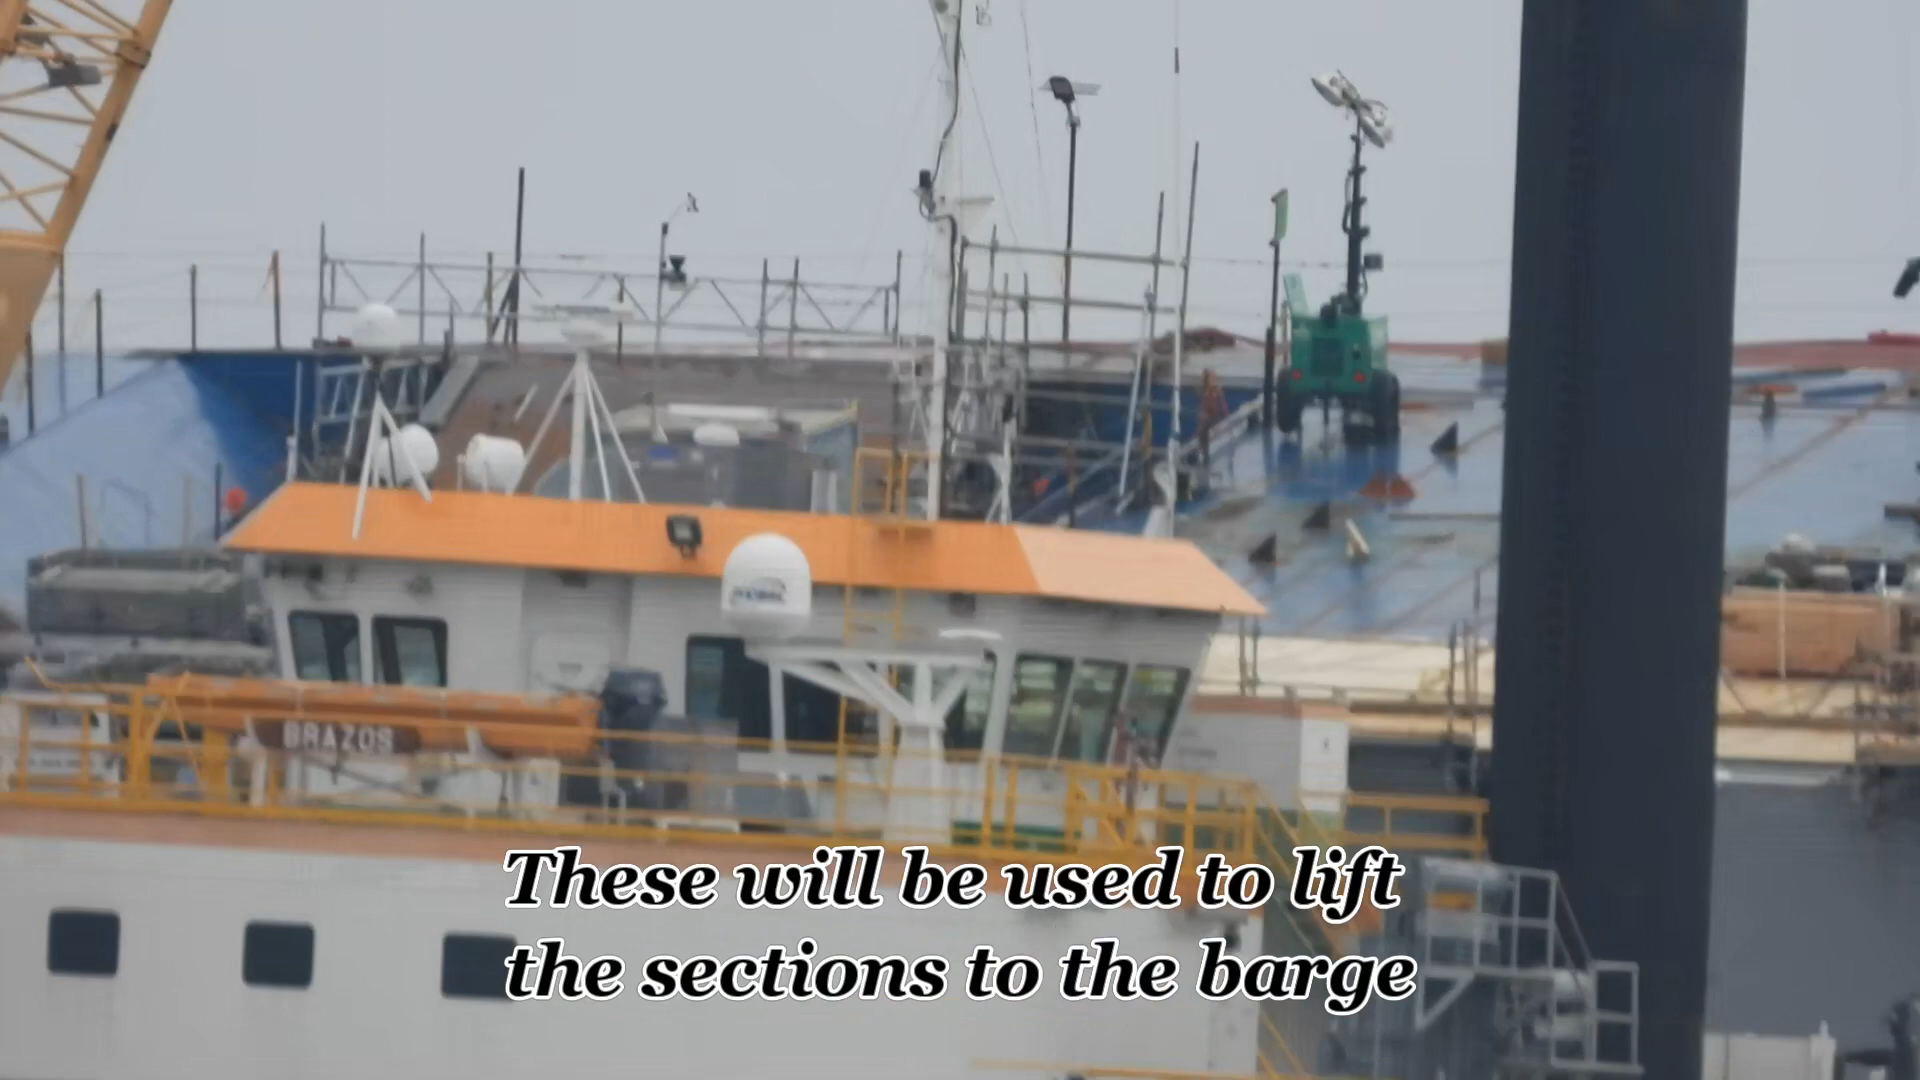 BRAZOS
These will be used to lift
the sections to the barge